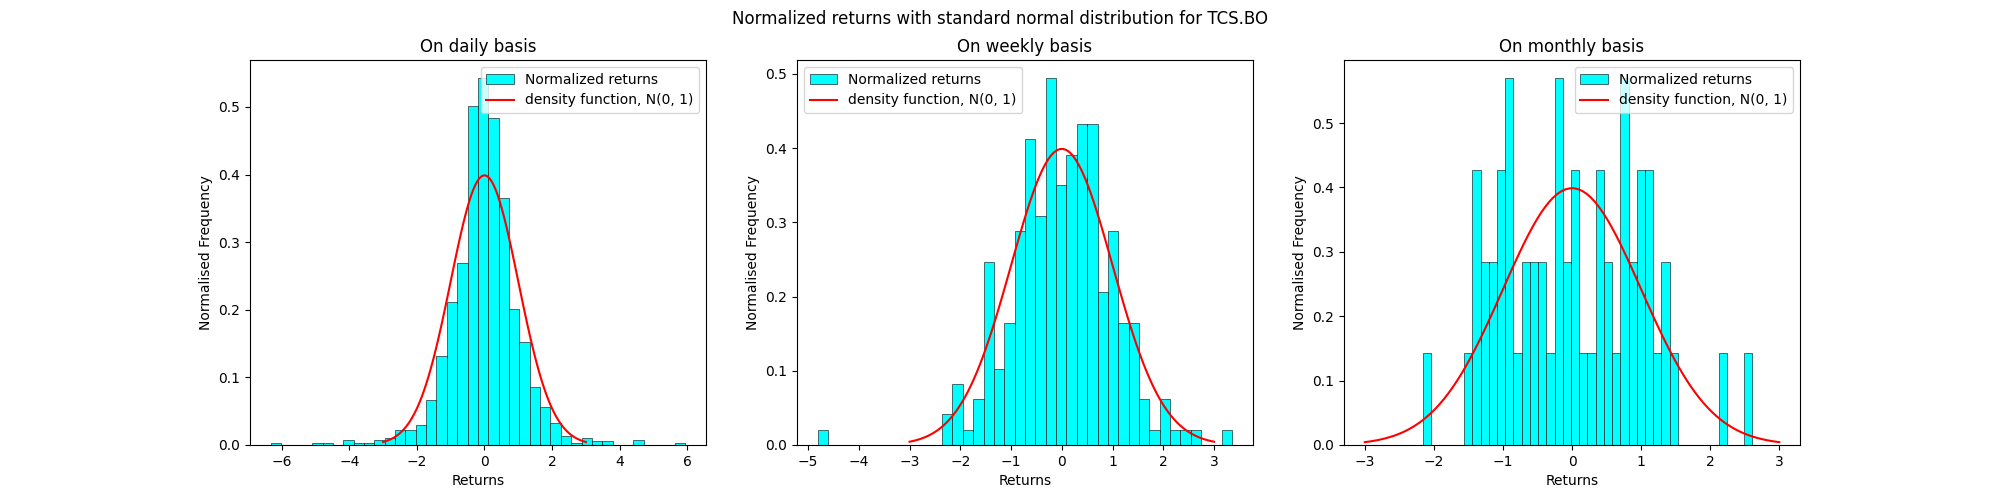 Normalized returns with standard normal distribution for TCS.BO
On daily basis
Normalized returns
density function, N(0, 1)
Normalised Frequency
0.5
0.4
0.3
0.2
0.1
0.0
−6 −4 −2 0 2 4 6
Returns
On weekly basis
Normalized returns
density function, N(0, 1)
Normalised Frequency
0.5
0.4
0.3
0.2
0.1
0.0
−5 −4 −3 −2 −1 0 1 2 3
Returns
On monthly basis
Normalized returns
density function, N(0, 1)
Normalised Frequency
0.5
0.4
0.3
0.2
0.1
0.0
−3 −2 −1 0 1 2 3
Returns